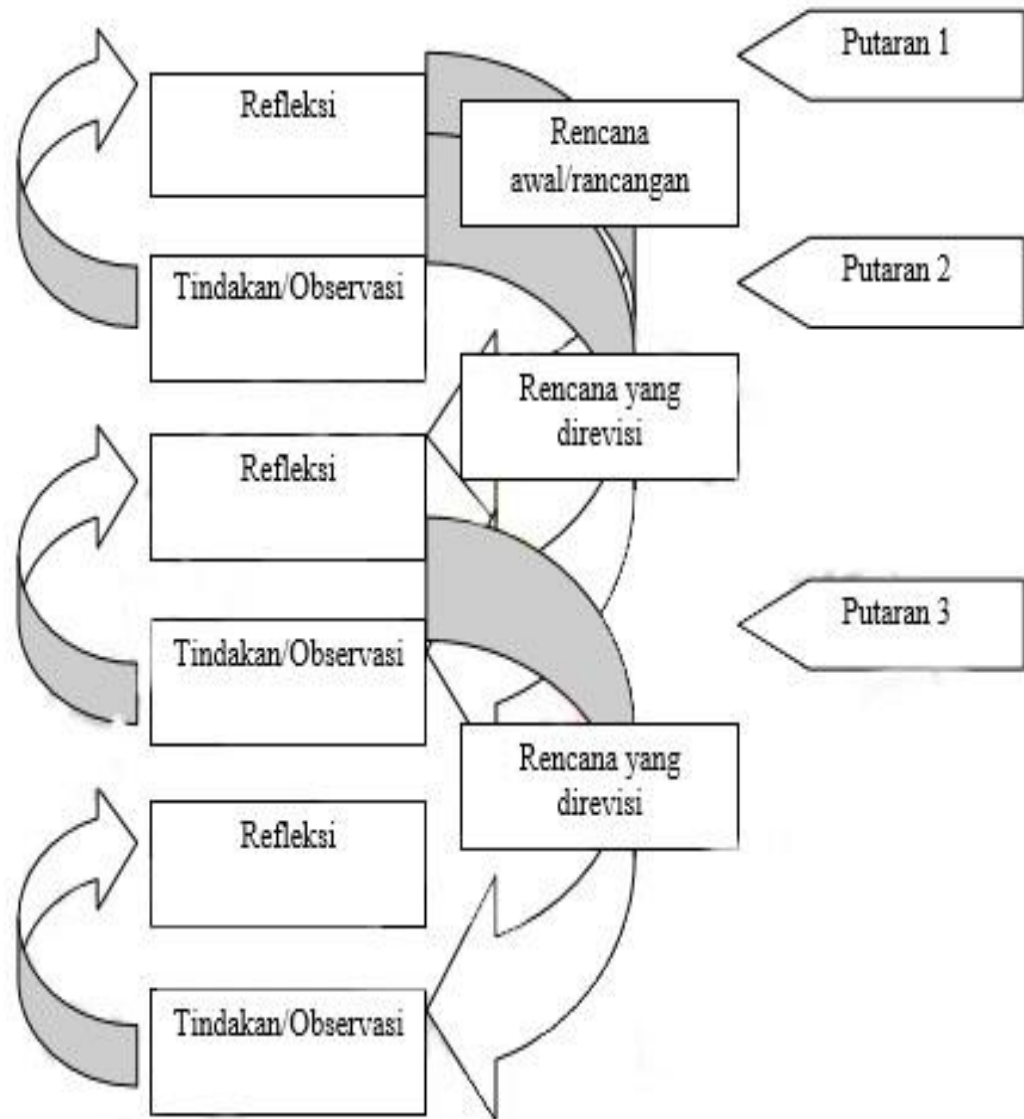 Putaran 1
Refleksi
Rencana
awal/rancangan
Putaran 2
Tindakan/Observasi
Rencana yang
direvisi
Refleksi
Putaran 3
Tindakan/Observasi
Rencana yang
direvisi
Refleksi
Tindakan/Observasi